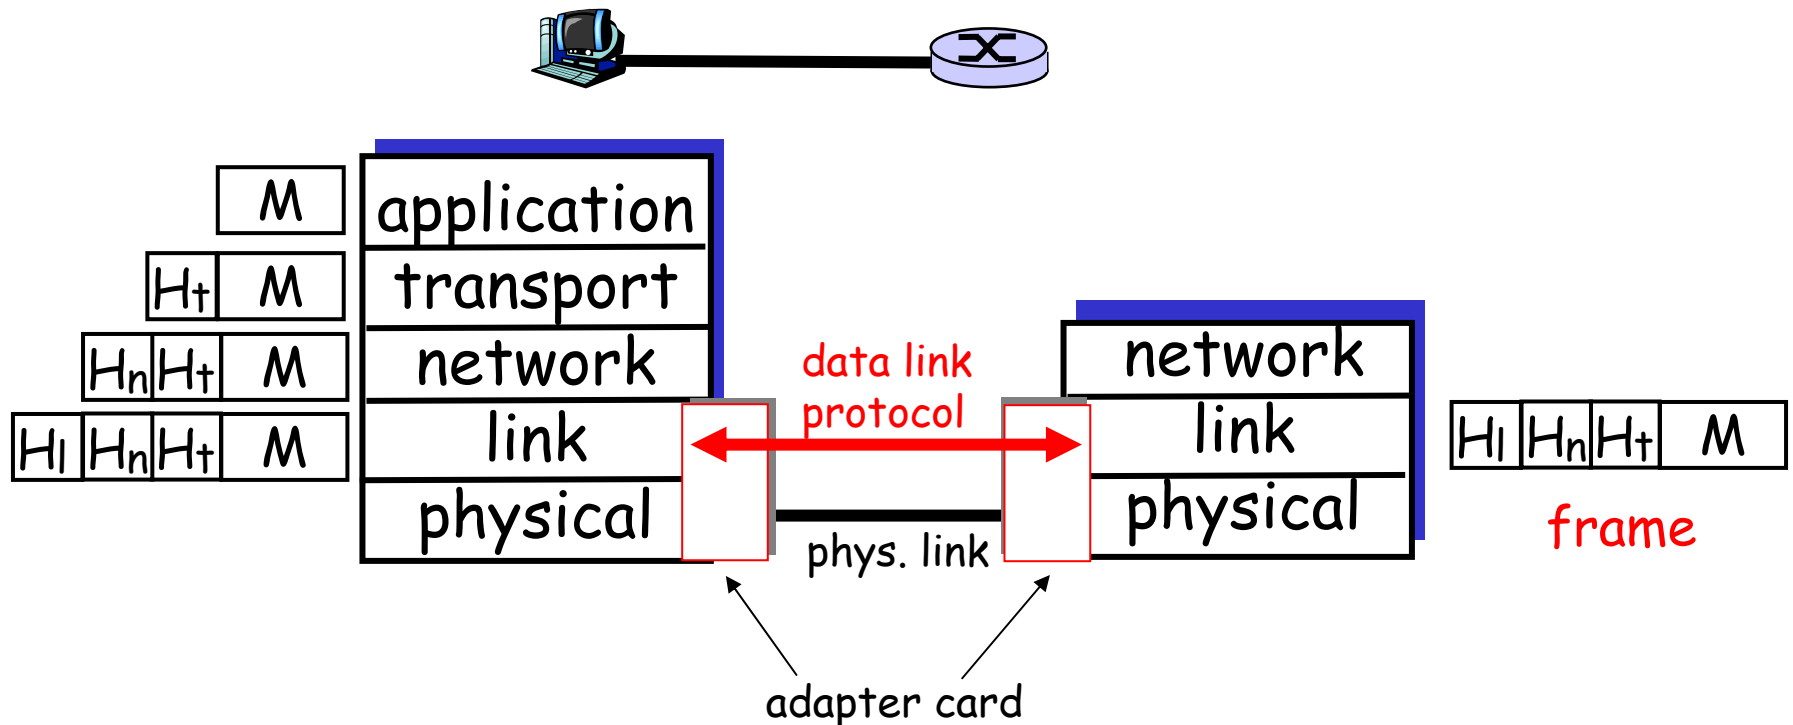 M
application
Ht M
transport
Hn Ht M
network
Hl Hn Ht M
link
physical
data link
protocol
phys. link
adapter card
network
link
physical
Hl Hn Ht M
frame